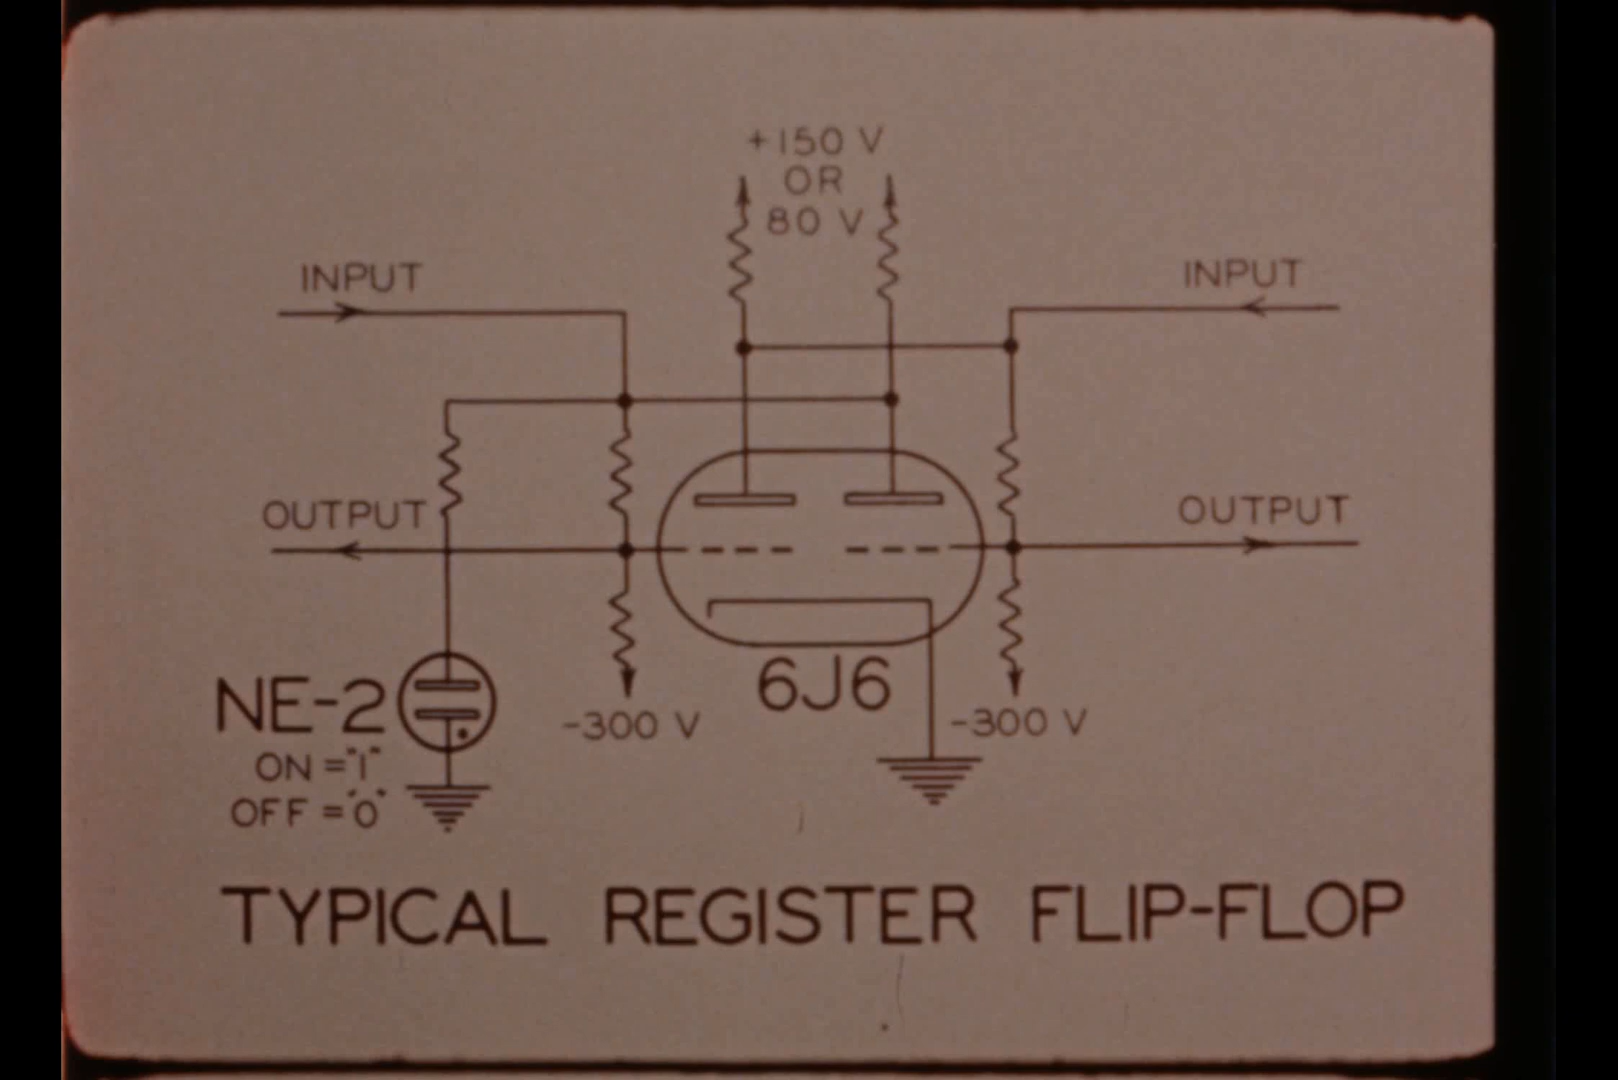 +150 V
OR
80 V
INPUT
INPUT
OUTPUT
OUTPUT
NE-2
ON = "1"
OFF = "0"
-300 V
6J6
-300 V
TYPICAL REGISTER FLIP-FLOP